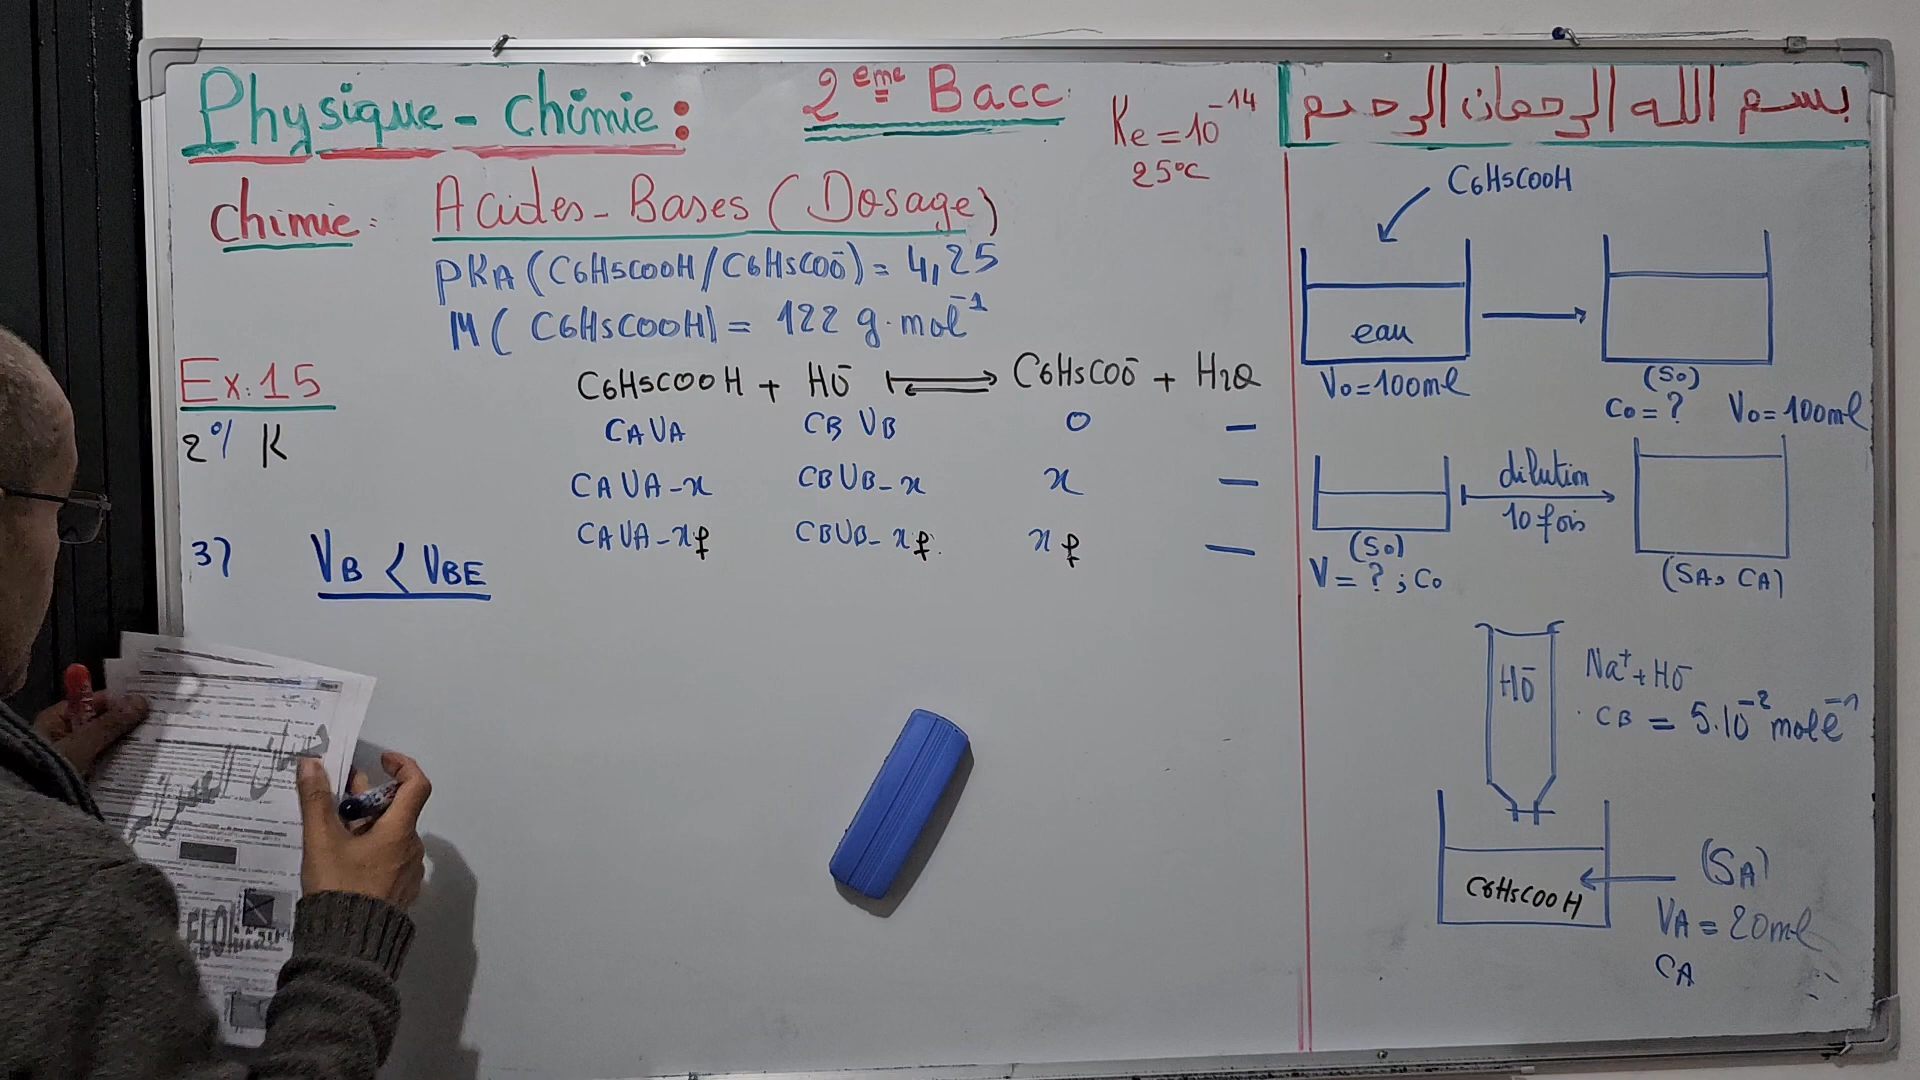 Physique - Chimie:
2ème Bacc
Ke = 10⁻¹⁴
25°C
Chimie: Acides - Bases (Dosage)
pKA (C6H5COOH/C6H5COO⁻) = 4,25
M( C6H5COOH) = 122 g.mol⁻¹
Ex: 15
C6H5COOH + HO⁻ ⇌ C6H5COO⁻ + H2O
2°/ K
CAVA CB VB 0 –
CAVA-x CBVB-x x –
CAVA-xf CBVB-xf xf –
3) VB < VBE
بسم الله الرحمان الرحيم
C6H5COOH
eau
V0 = 100ml
(S0)
C0 = ? V0 = 100ml
dilution
10 fois
(S0)
V = ? ; C0
(SA, CA)
HO⁻
Na⁺ + HO⁻
CB = 5.10⁻² mol ℓ⁻¹
C6H5COOH
(SA)
VA = 20ml
CA